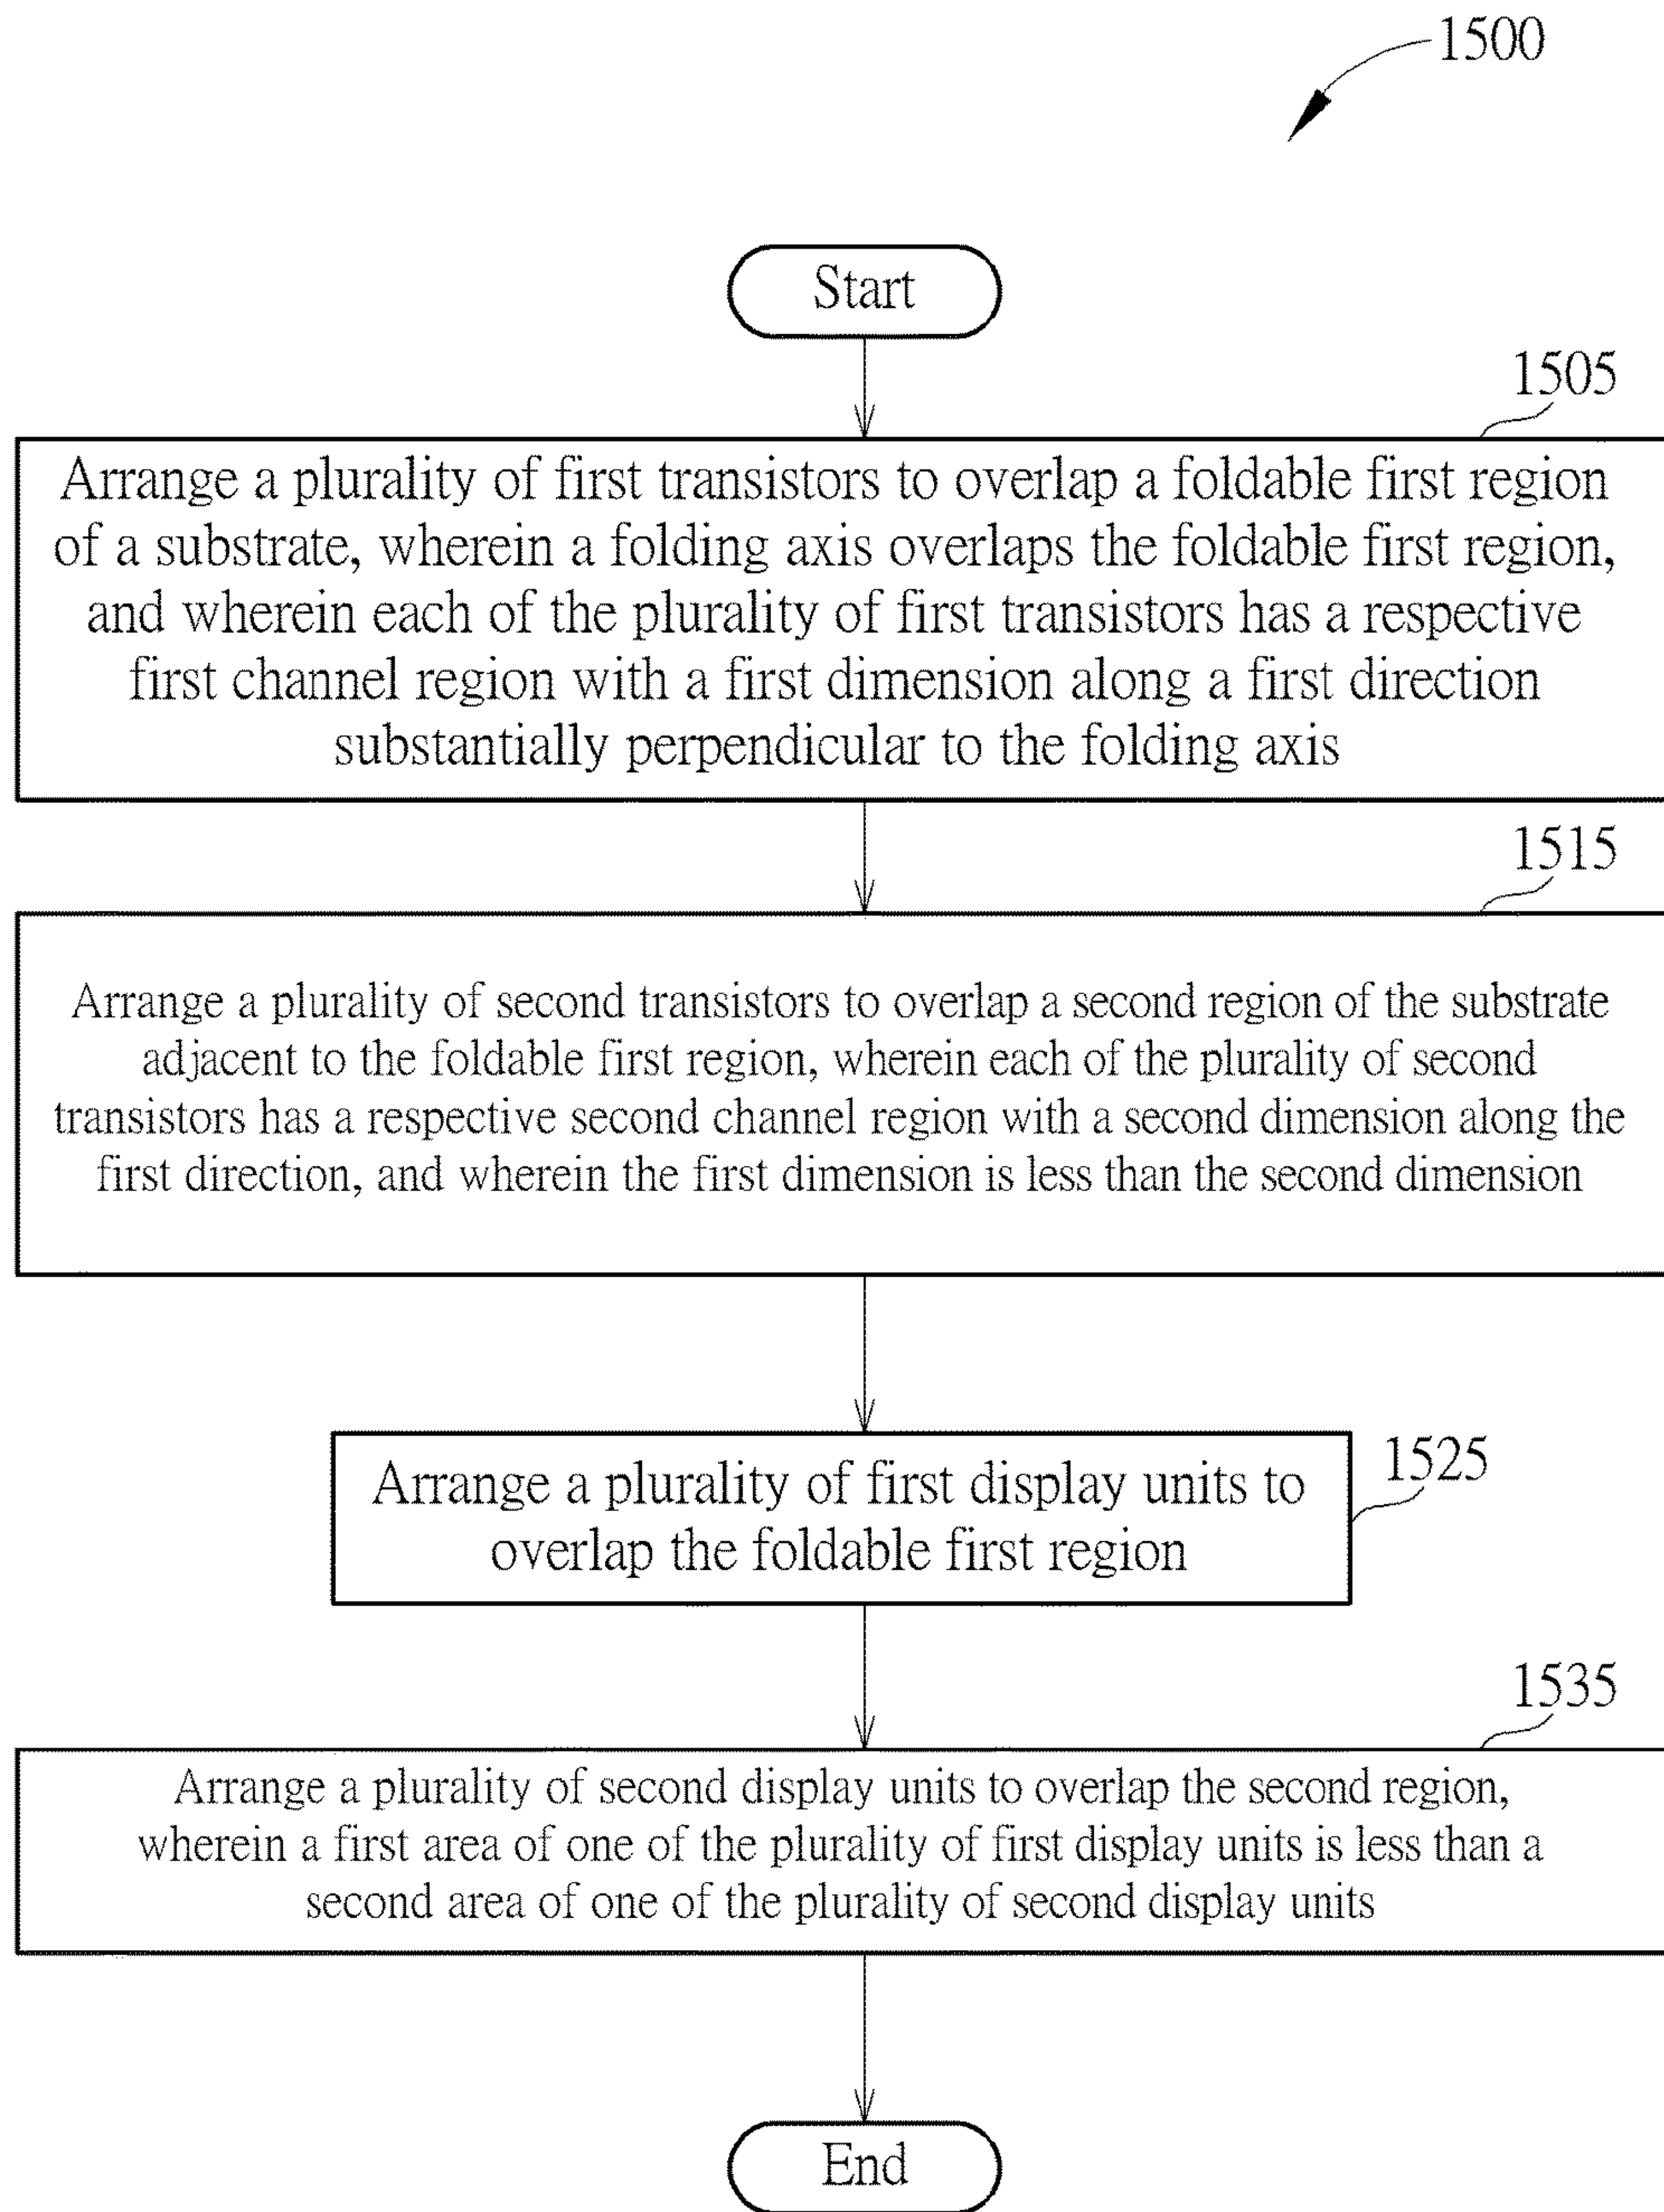 1500
Start
1505
Arrange a plurality of first transistors to overlap a foldable first region
of a substrate, wherein a folding axis overlaps the foldable first region,
and wherein each of the plurality of first transistors has a respective
first channel region with a first dimension along a first direction
substantially perpendicular to the folding axis
1515
Arrange a plurality of second transistors to overlap a second region of the substrate
adjacent to the foldable first region, wherein each of the plurality of second
transistors has a respective second channel region with a second dimension along the
first direction, and wherein the first dimension is less than the second dimension
1525
Arrange a plurality of first display units to
overlap the foldable first region
1535
Arrange a plurality of second display units to overlap the second region,
wherein a first area of one of the plurality of first display units is less than a
second area of one of the plurality of second display units
End